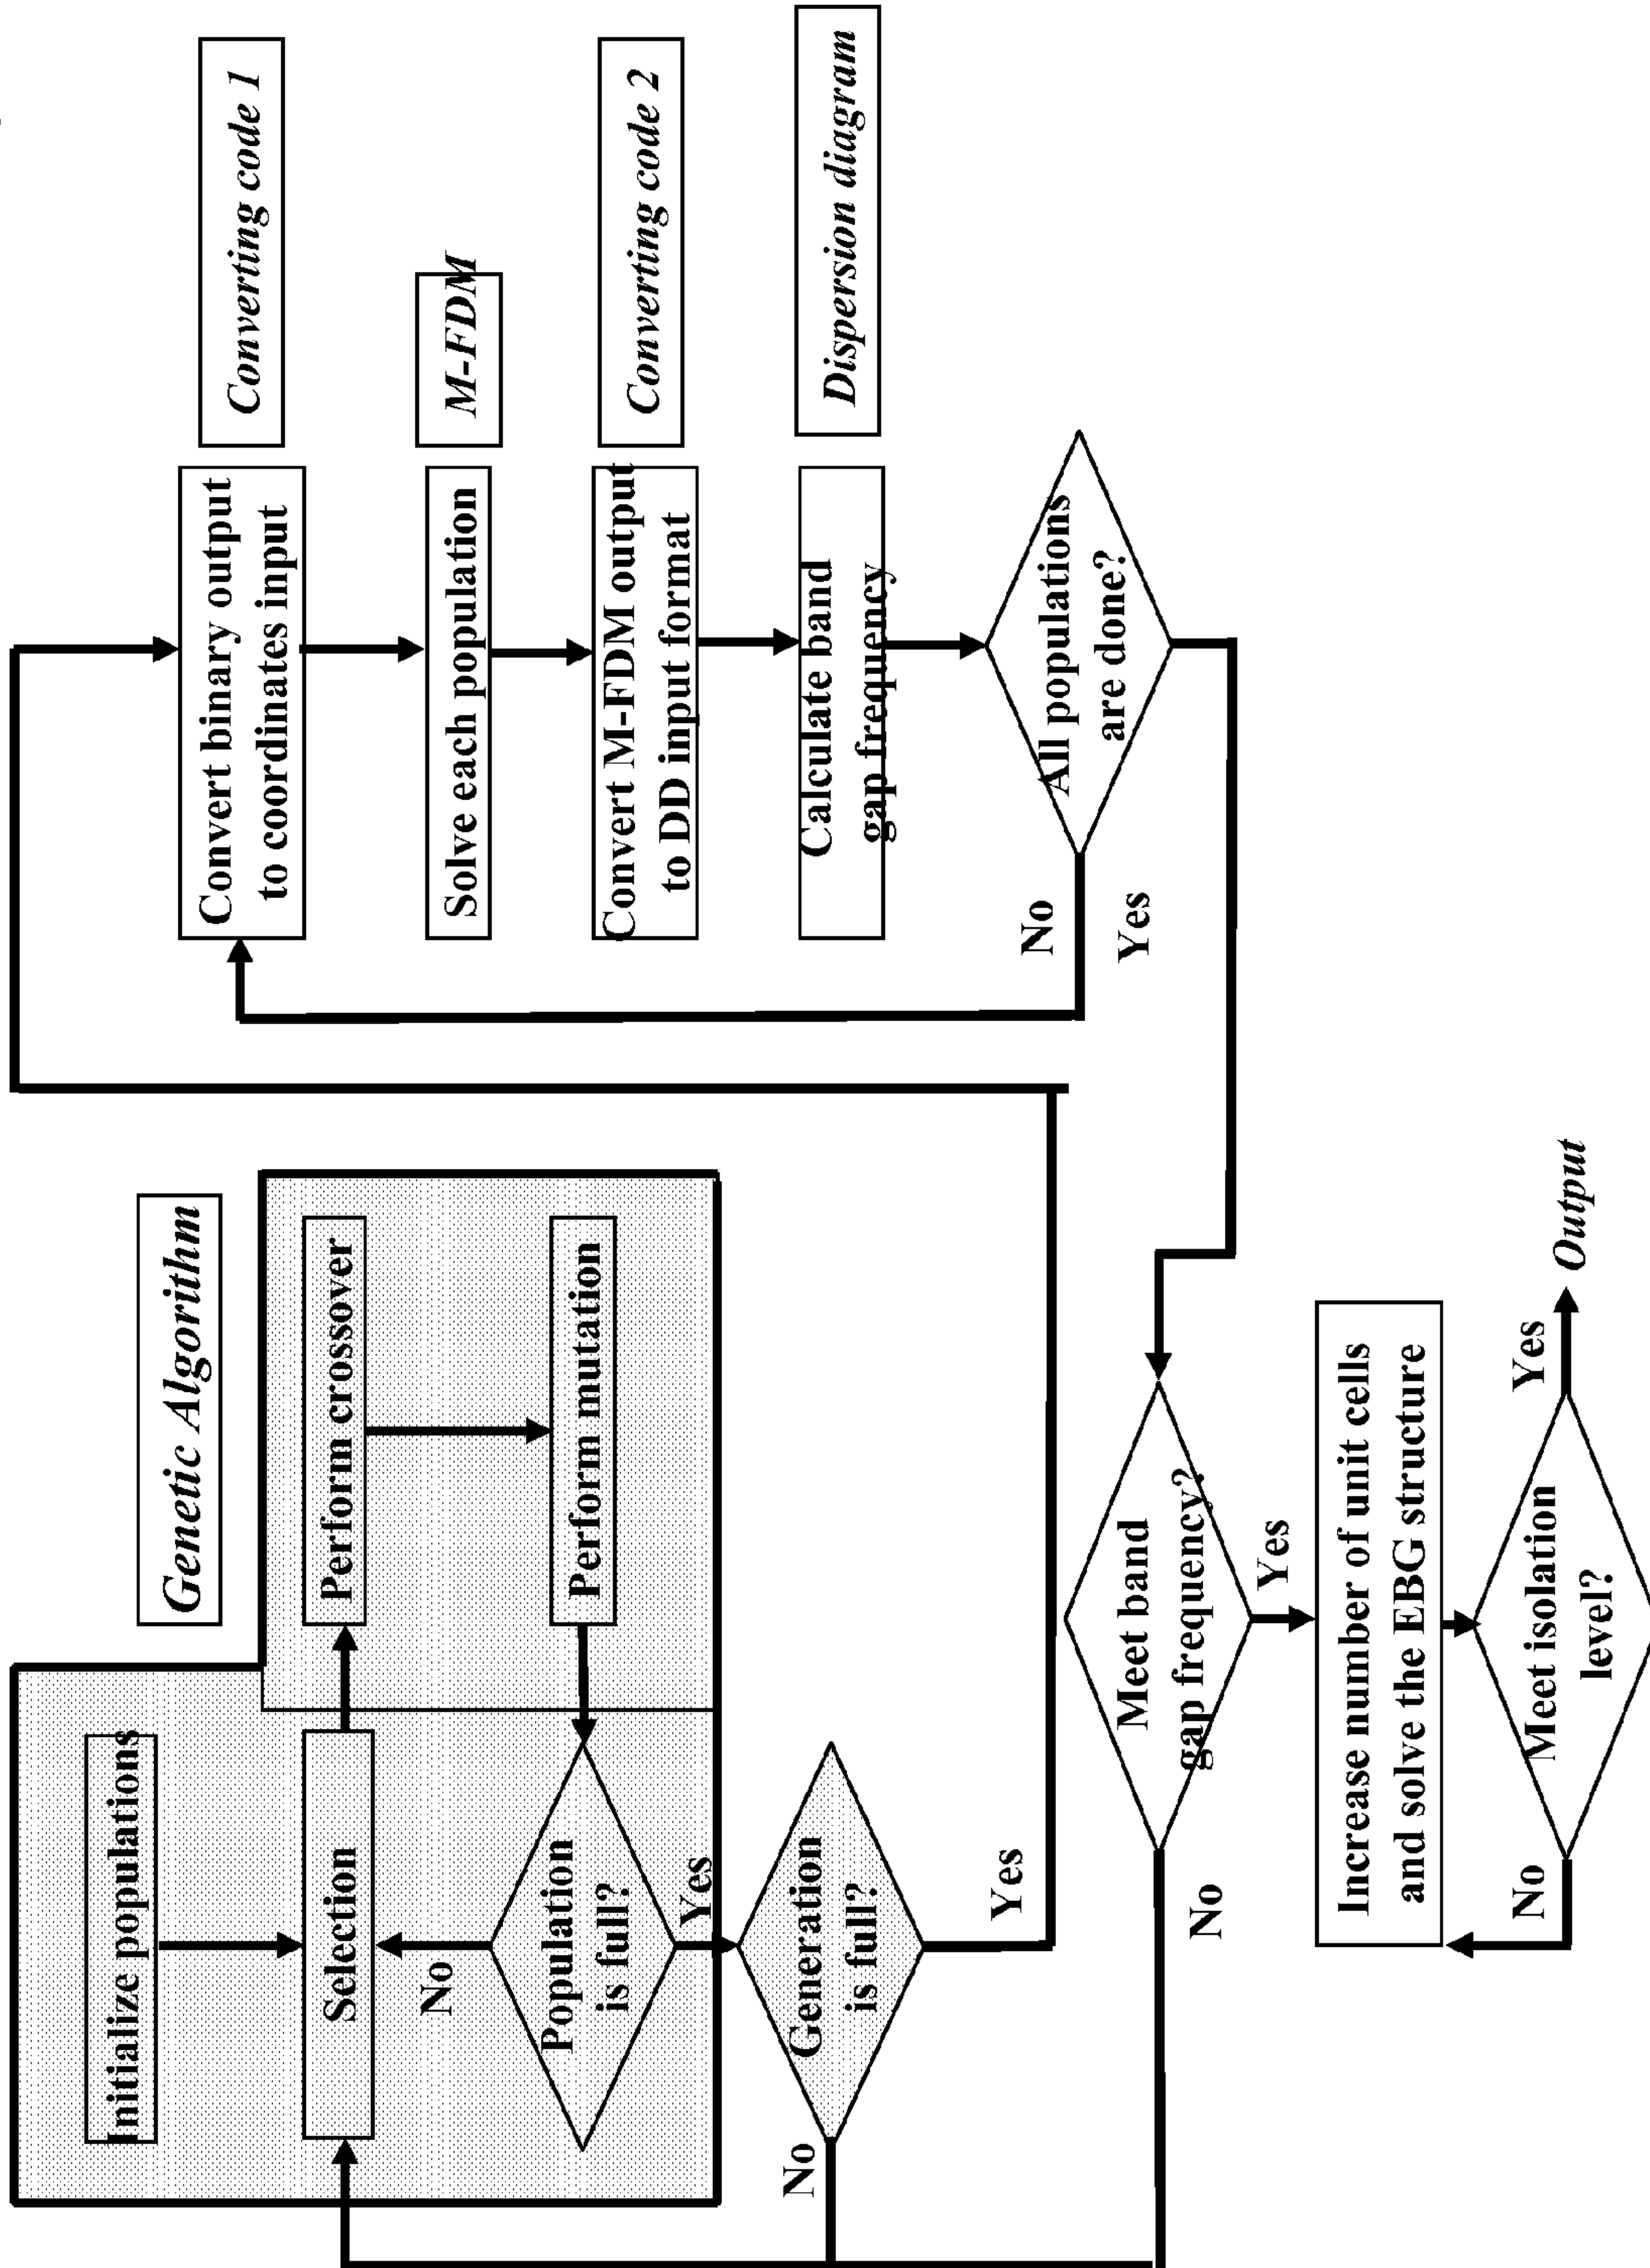 Genetic Algorithm
Initialize populations
Selection
Perform crossover
Perform mutation
No
Population
is full?
Yes
Generation
is full?
No
Yes
Convert binary output
to coordinates input
Converting code 1
Solve each population
M-FDM
Convert M-FDM output
to DD input format
Converting code 2
Calculate band
gap frequency
Dispersion diagram
All populations
are done?
No
Yes
Meet band
gap frequency?
No
Yes
Increase number of unit cells
and solve the EBG structure
Meet isolation
level?
No
Yes
Output